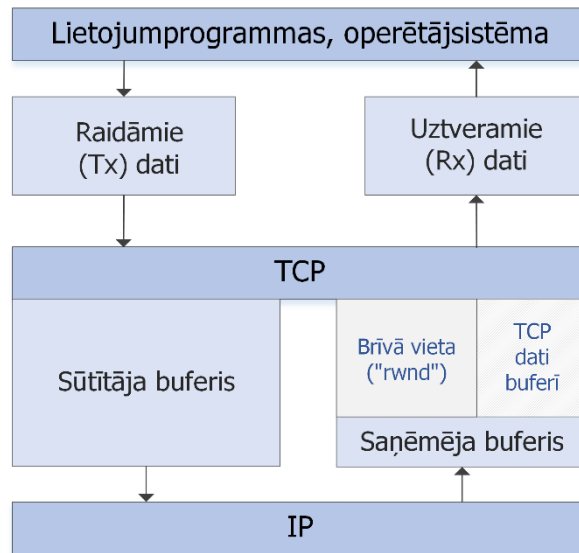 Lietojumprogrammas, operētājsistēma
Raidāmie
(Tx) dati
Uztveramie
(Rx) dati
TCP
Sūtītāja buferis
Brīvā vieta
("rwnd")
TCP
dati
buferī
Saņēmēja buferis
IP